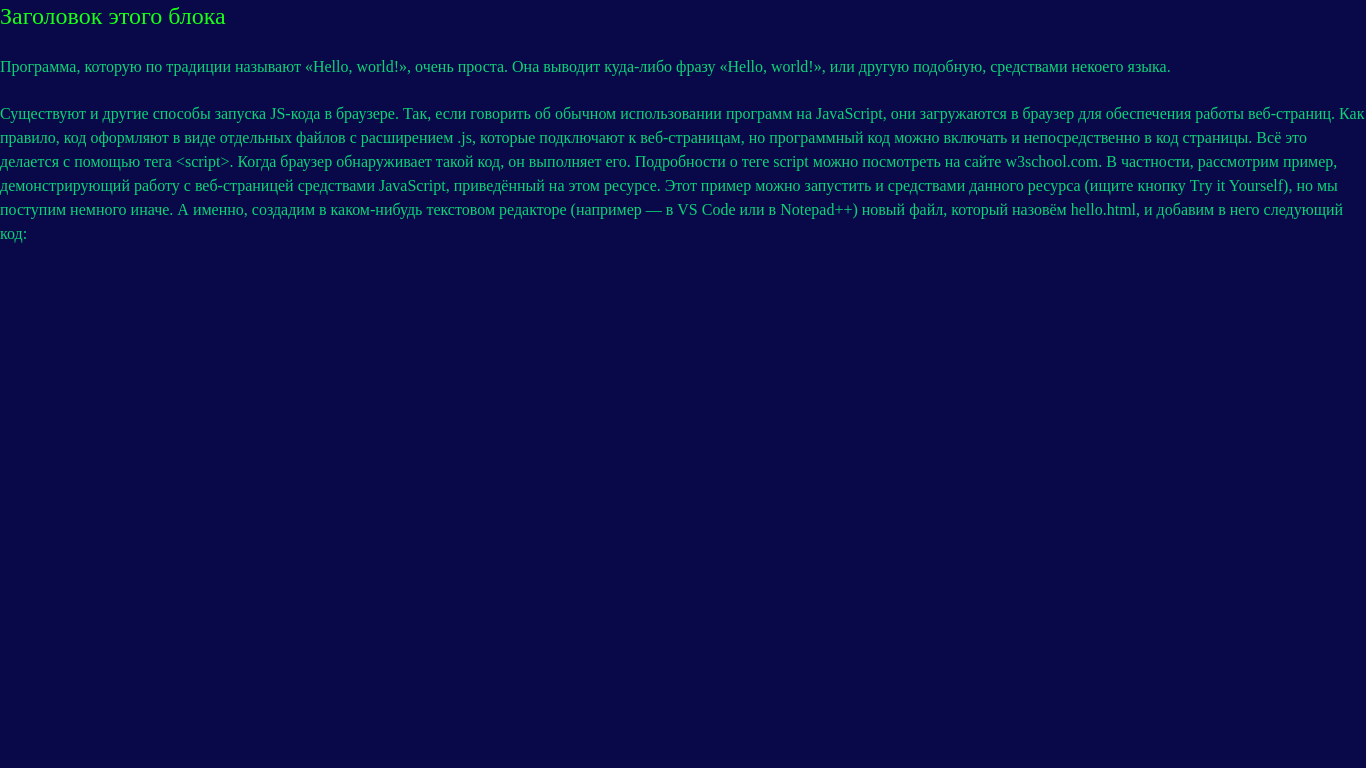 Заголовок этого блока
Программа, которую по традиции называют «Hello, world!», очень проста. Она выводит куда-либо фразу «Hello, world!», или другую подобную, средствами некоего языка.
Существуют и другие способы запуска JS-кода в браузере. Так, если говорить об обычном использовании программ на JavaScript, они загружаются в браузер для обеспечения работы веб-страниц. Как
правило, код оформляют в виде отдельных файлов с расширением .js, которые подключают к веб-страницам, но программный код можно включать и непосредственно в код страницы. Всё это
делается с помощью тега <script>. Когда браузер обнаруживает такой код, он выполняет его. Подробности о теге script можно посмотреть на сайте w3school.com. В частности, рассмотрим пример,
демонстрирующий работу с веб-страницей средствами JavaScript, приведённый на этом ресурсе. Этот пример можно запустить и средствами данного ресурса (ищите кнопку Try it Yourself), но мы
поступим немного иначе. А именно, создадим в каком-нибудь текстовом редакторе (например — в VS Code или в Notepad++) новый файл, который назовём hello.html, и добавим в него следующий
код: